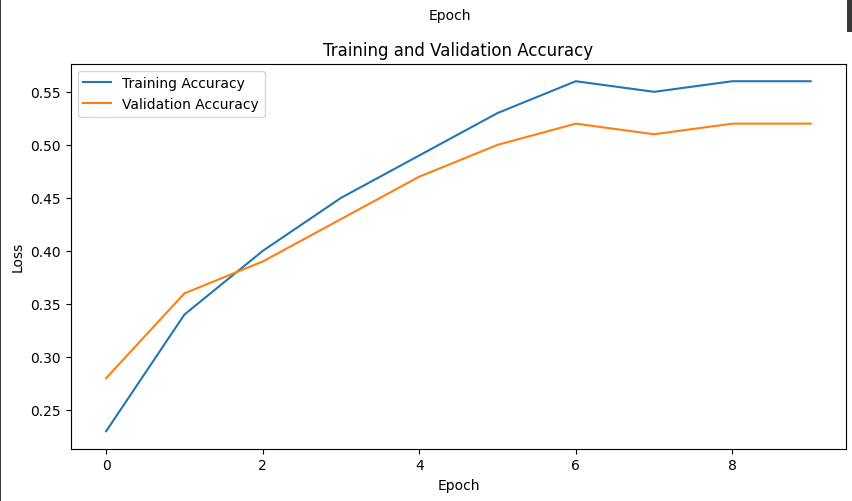 Epoch
Training and Validation Accuracy
Training Accuracy
Validation Accuracy
0.55
0.50
0.45
0.40
0.35
0.30
0.25
Loss
0 2 4 6 8
Epoch